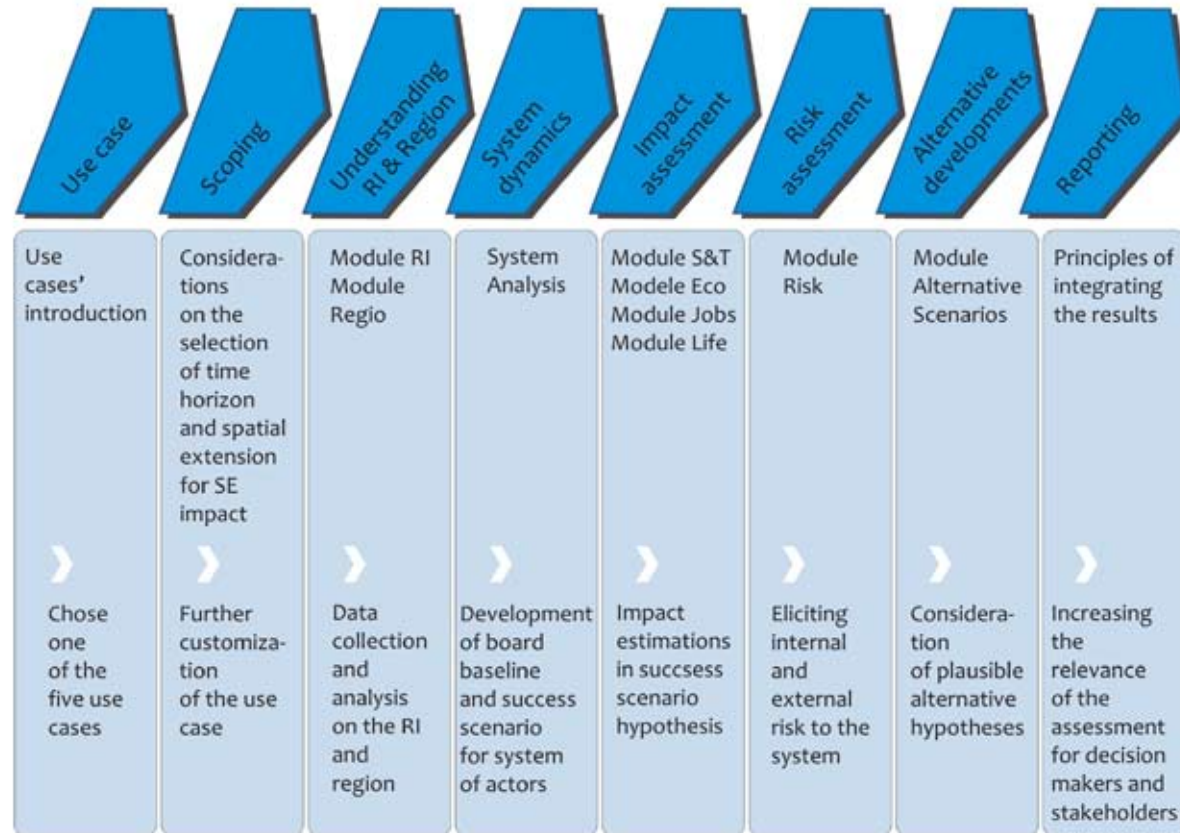 Use case
Scoping
Understanding
RI & Region
System
dynamics
Impact
assessment
Risk
assessment
Alternative
developments
Reporting
Use
cases'
introduction
Chose
one
of the
five use
cases
Considera-
tions
on the
selection
of time
horizon
and spatial
extension
for SE
impact
Further
customiza-
tion
of the use
case
Module RI
Module
Regio
Data
collection
and
analysis
on the RI
and
region
System
Analysis
Development
of board
baseline
and success
scenario
for system
of actors
Module S&T
Modele Eco
Module Jobs
Module Life
Impact
estimations
in succsess
scenario
hypothesis
Module
Risk
Eliciting
internal
and
external
risk to the
system
Module
Alternative
Scenarios
Considera-
tion
of plausible
alternative
hypotheses
Principles of
integrating
the results
Increasing
the
relevance
of the
assessment
for decision
makers and
stakeholders